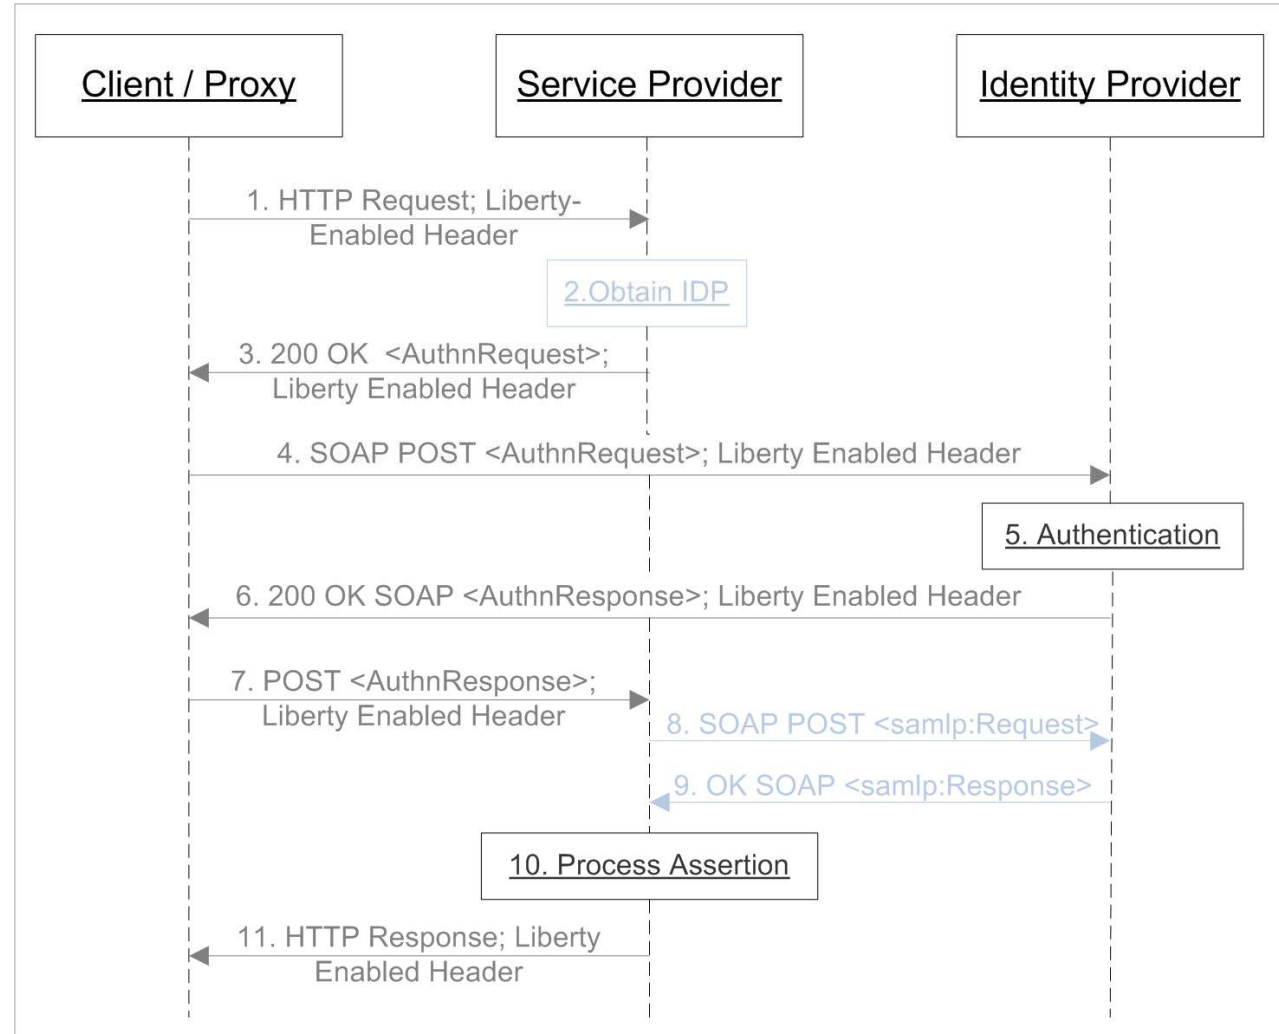 Client / Proxy
Service Provider
Identity Provider
1. HTTP Request; Liberty-
Enabled Header
2.Obtain IDP
3. 200 OK  <AuthnRequest>;
Liberty Enabled Header
4. SOAP POST <AuthnRequest>; Liberty Enabled Header
5. Authentication
6. 200 OK SOAP <AuthnResponse>; Liberty Enabled Header
7. POST <AuthnResponse>;
Liberty Enabled Header
8. SOAP POST <samlp:Request>
9. OK SOAP <samlp:Response>
10. Process Assertion
11. HTTP Response; Liberty
Enabled Header